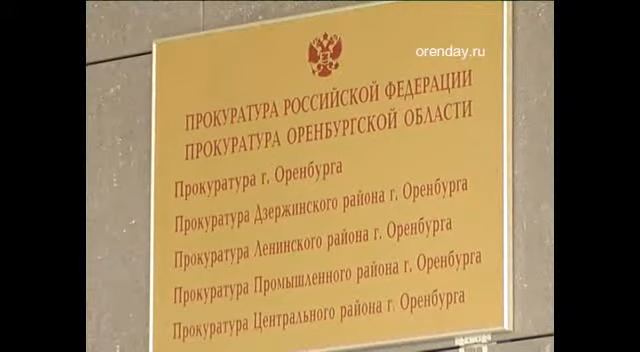 orenday.ru
ПРОКУРАТУРА РОССИЙСКОЙ ФЕДЕРАЦИИ
ПРОКУРАТУРА ОРЕНБУРГСКОЙ ОБЛАСТИ
Прокуратура г. Оренбурга
Прокуратура Дзержинского района г. Оренбурга
Прокуратура Ленинского района г. Оренбурга
Прокуратура Промышленного района г. Оренбурга
Прокуратура Центрального района г. Оренбурга